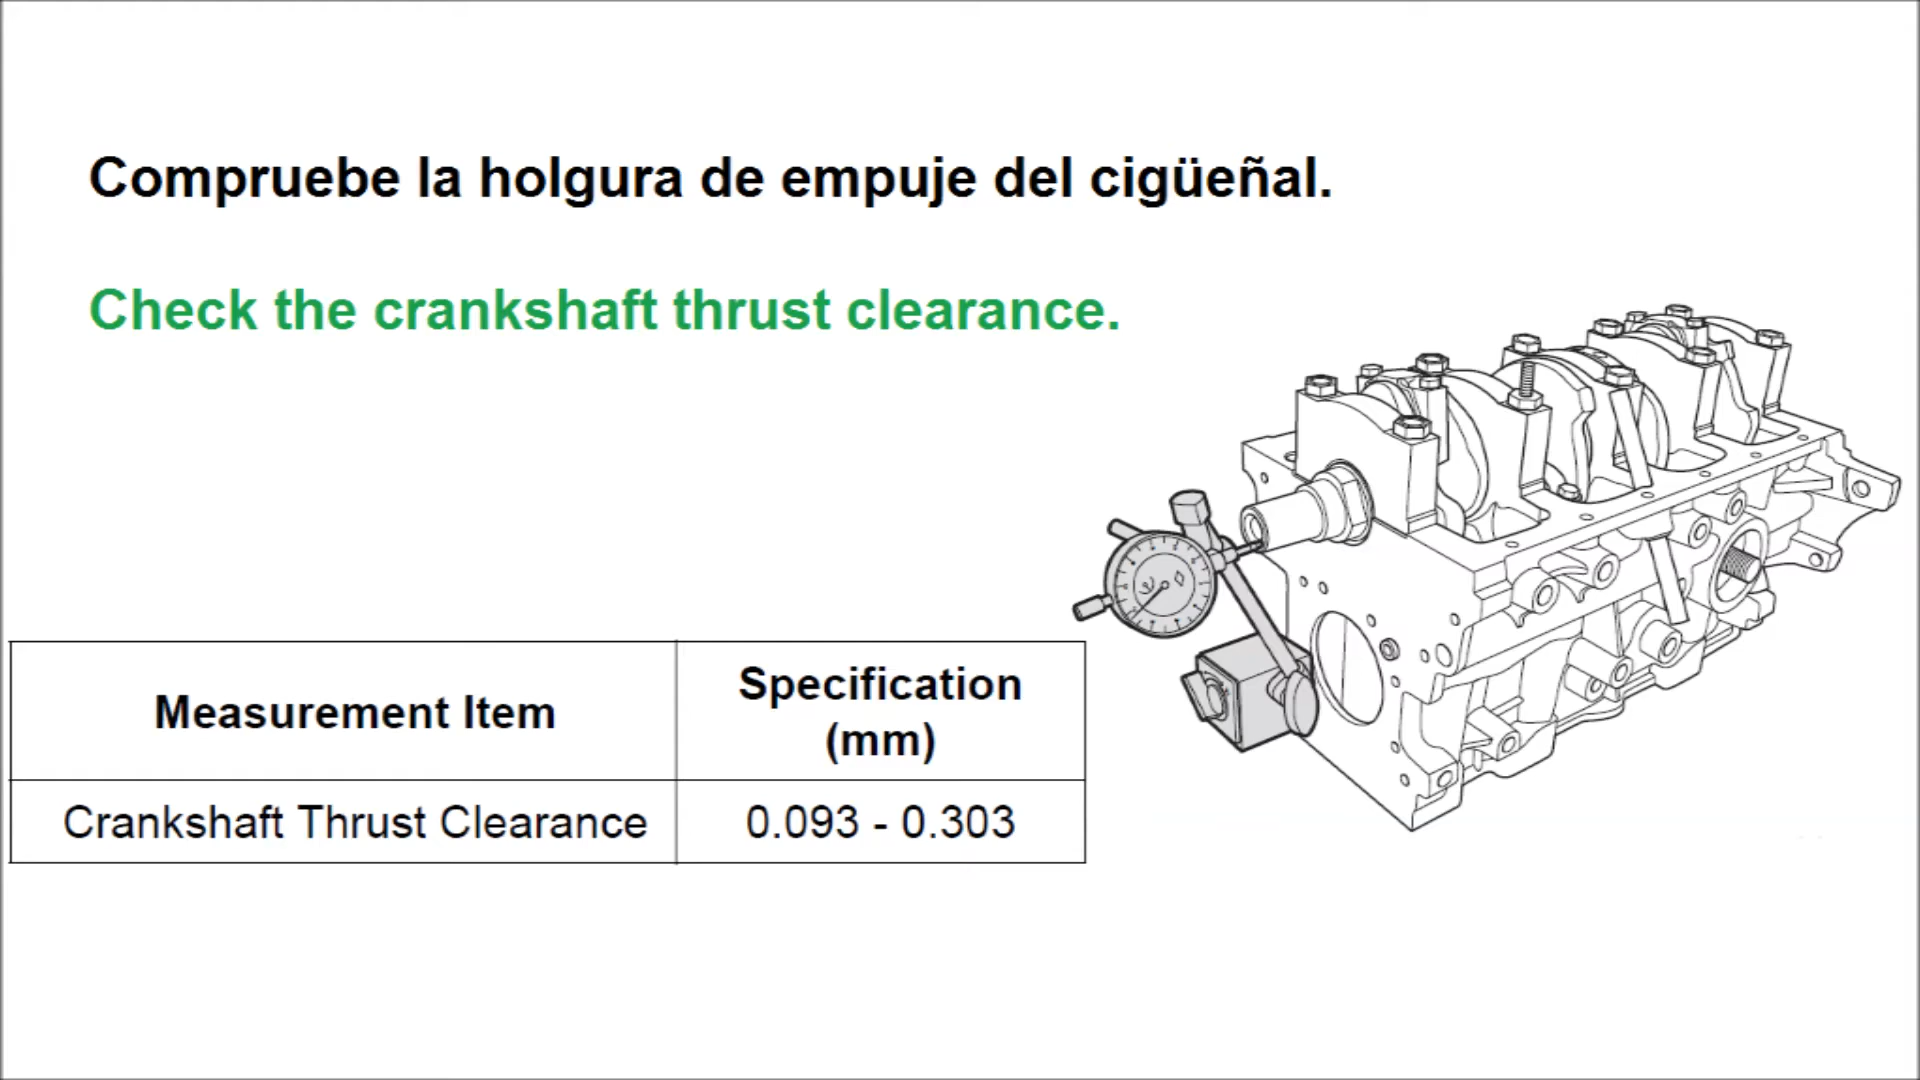 Compruebe la holgura de empuje del cigüeñal.
Check the crankshaft thrust clearance.
Measurement Item
Specification
(mm)
Crankshaft Thrust Clearance
0.093 - 0.303